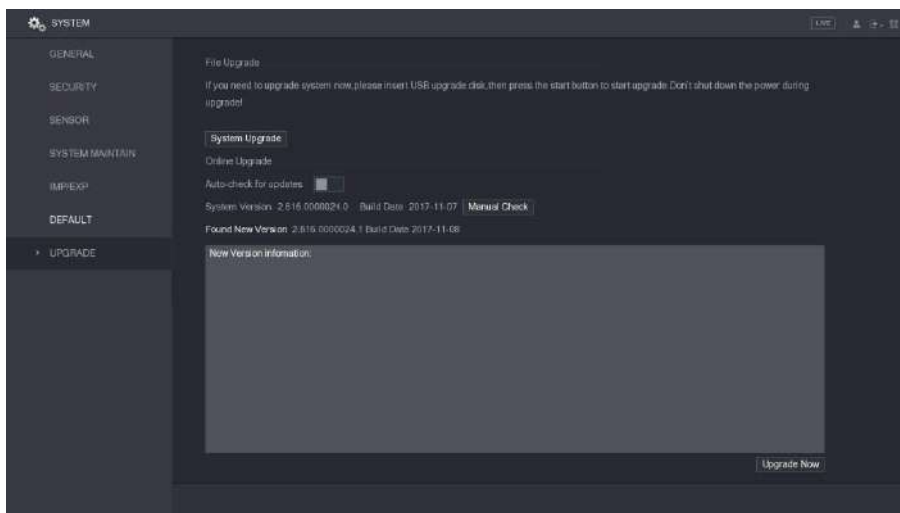 SYSTEM
LIVE
GENERAL
SECURITY
SENSOR
SYSTEM MAINTAIN
IMP/EXP
DEFAULT
UPGRADE
File Upgrade
If you need to upgrade system now,please insert USB upgrade disk,then press the start button to start upgrade.Don't shut down the power during
upgrade!
System Upgrade
Online Upgrade
Auto-check for updates
System Version 2.616.0000024.0 Build Date 2017-11-07 Manual Check
Found New Version 2.616.0000024.1 Build Date 2017-11-08
New Version infomation:
Upgrade Now